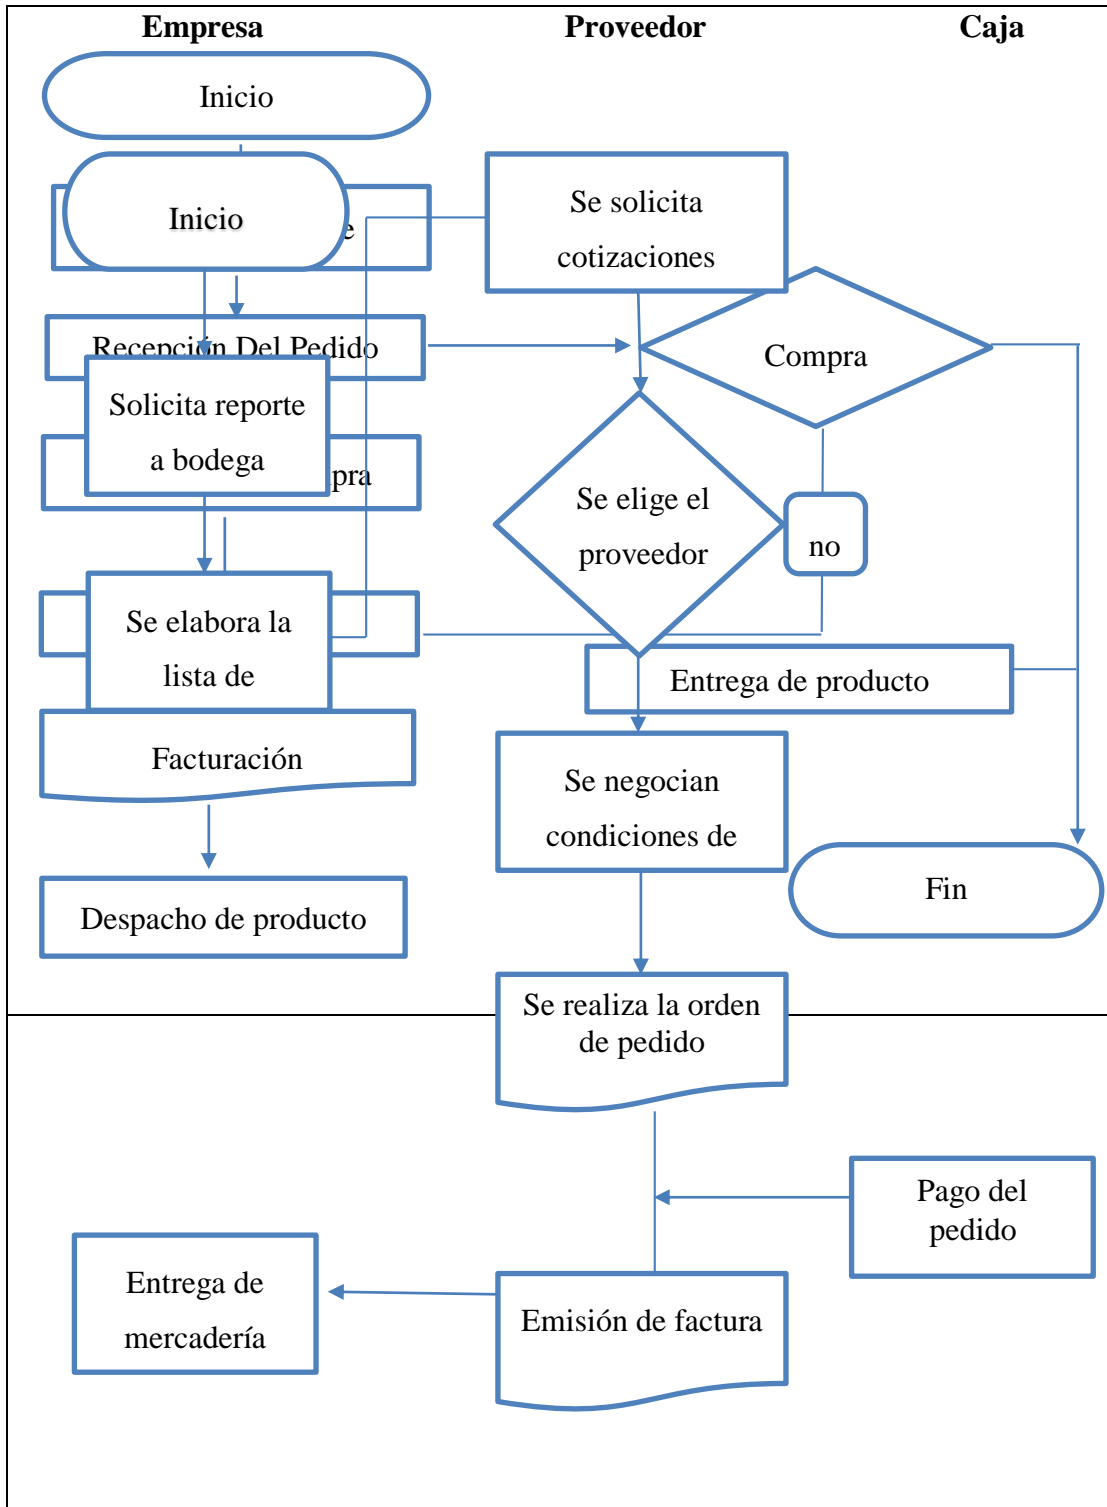 Empresa Proveedor Caja
Inicio
Inicio
e
Se solicita
cotizaciones
Recepción Del Pedido
Compra
Solicita reporte
a bodega
pra
Se elige el
proveedor
no
Se elabora la
lista de
Entrega de producto
Facturación
Se negocian
condiciones de
Despacho de producto
Fin
Se realiza la orden
de pedido
Pago del
pedido
Entrega de
mercadería
Emisión de factura